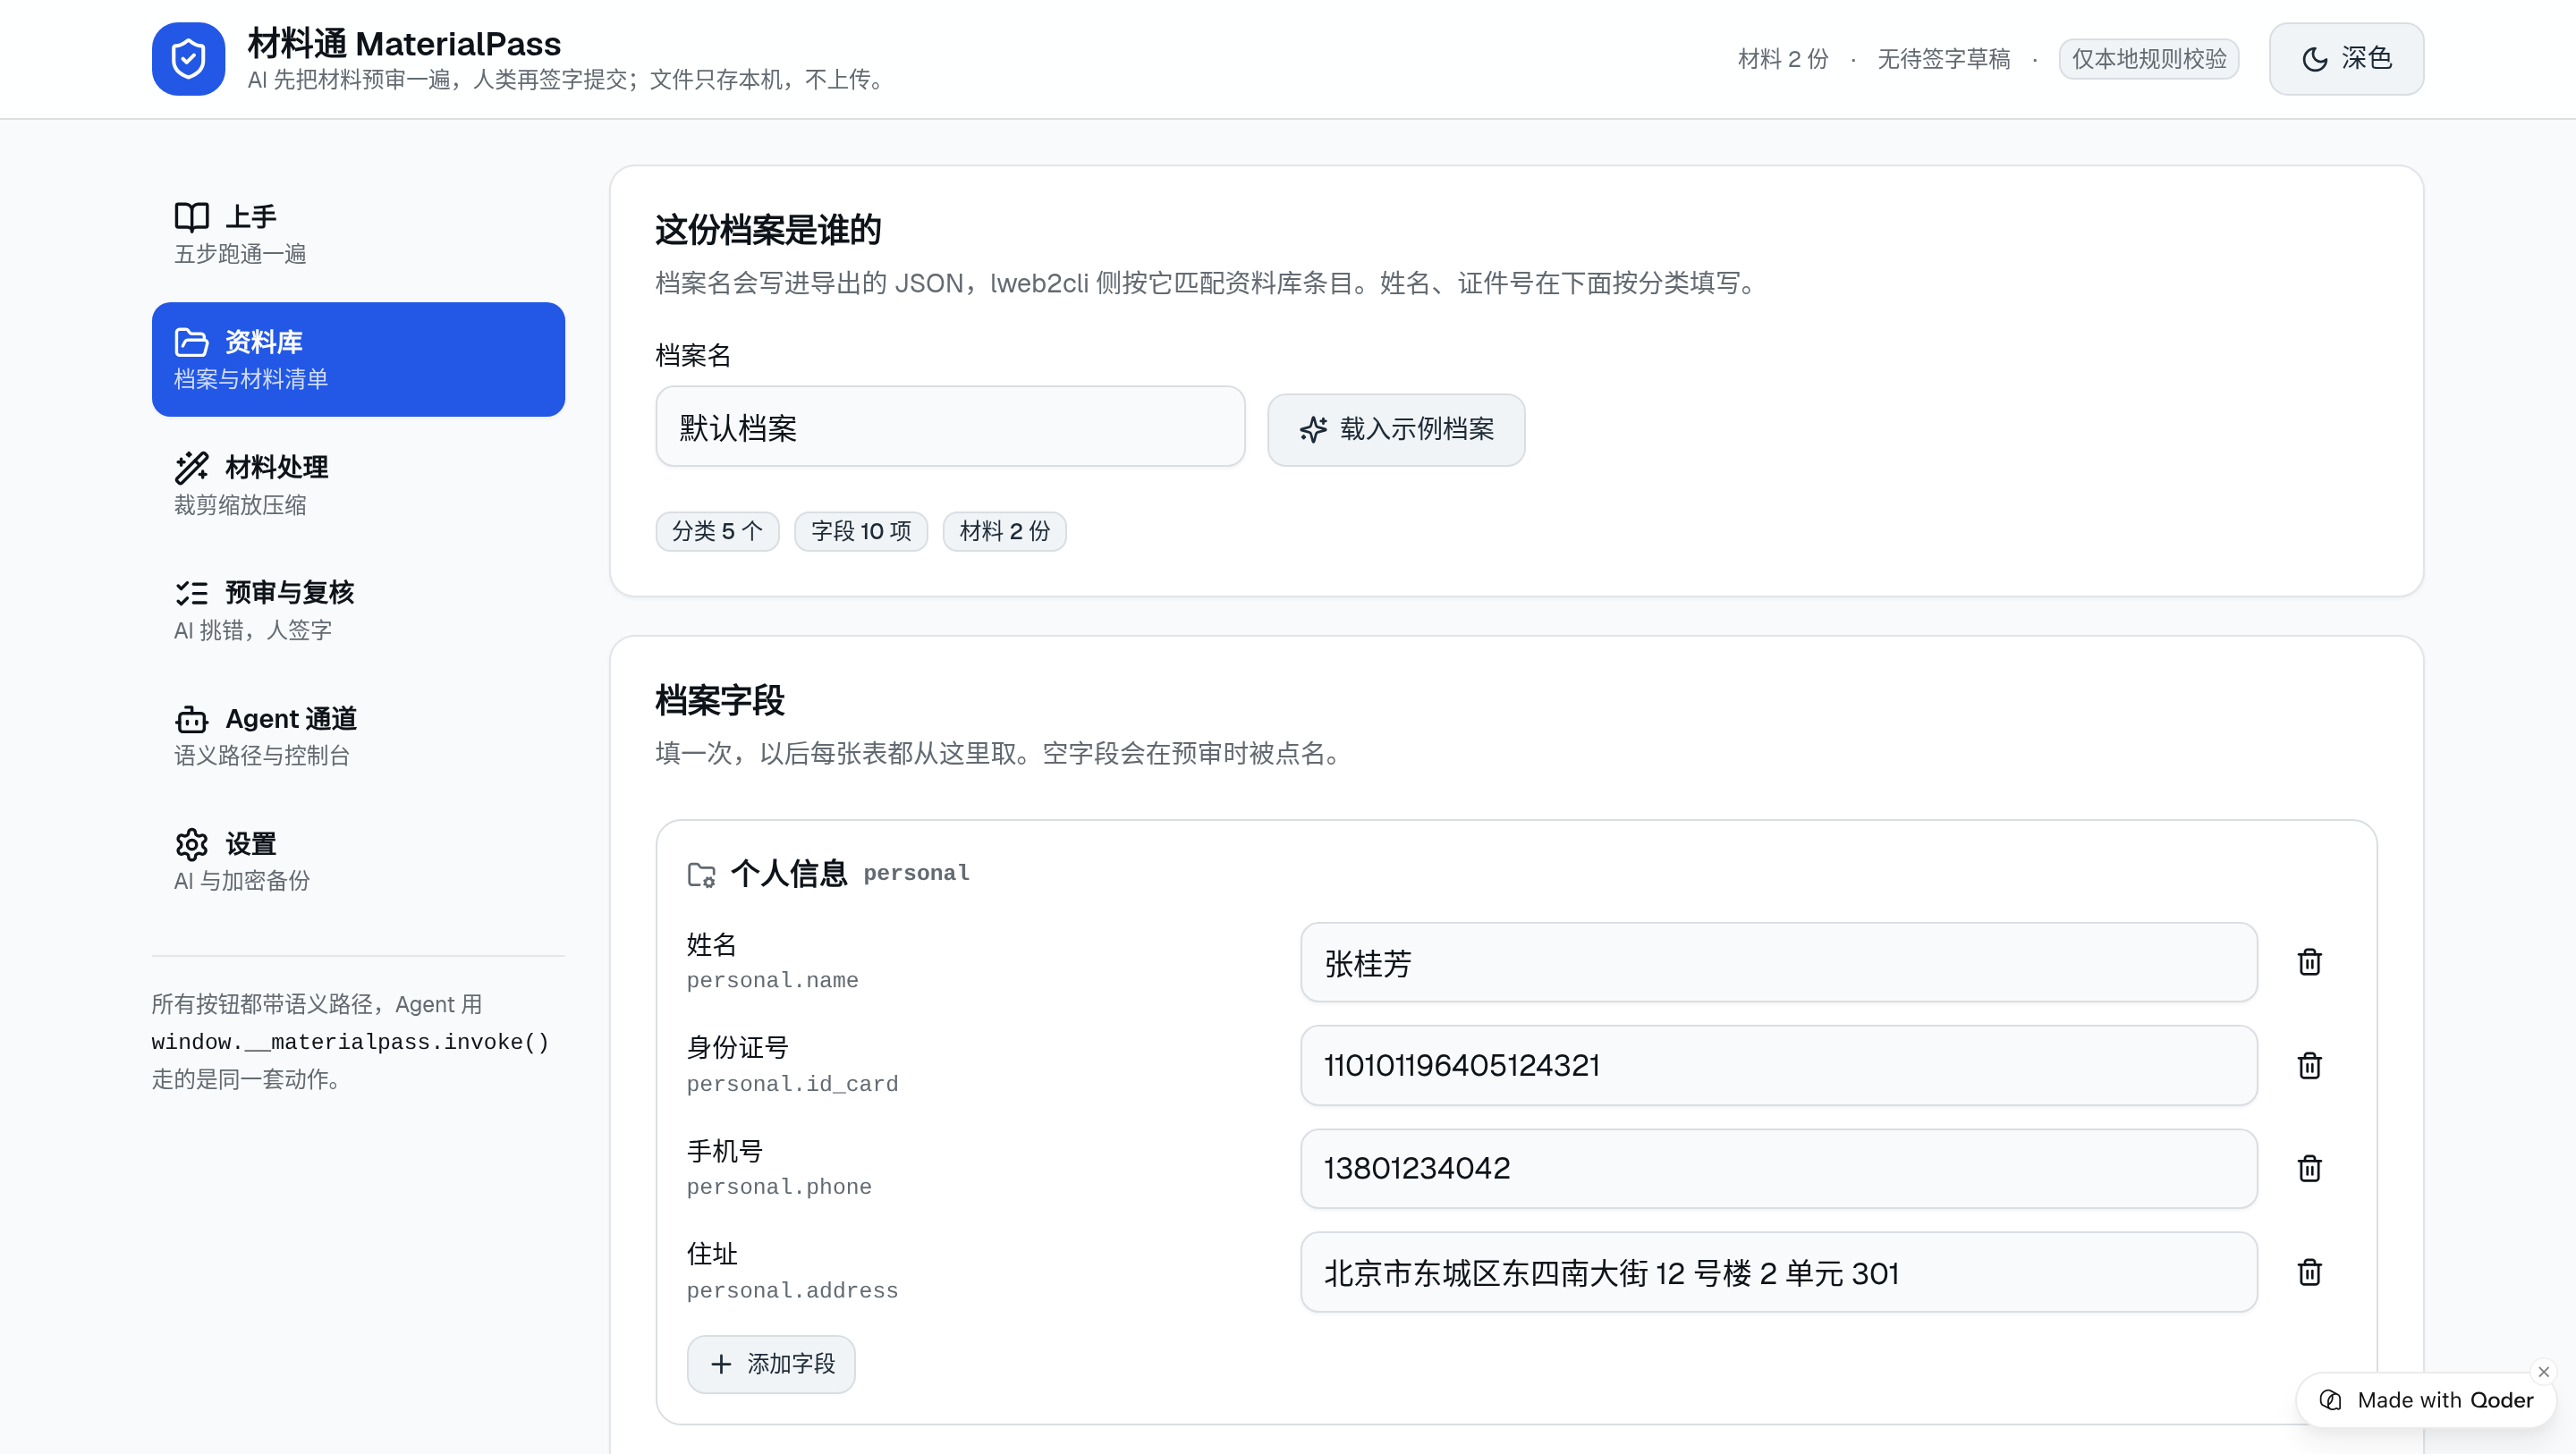 材料通 MaterialPass
AI 先把材料预审一遍，人类再签字提交；文件只存本机，不上传。
材料 2 份 · 无待签字草稿 · 仅本地规则校验
深色
上手
五步跑通一遍
资料库
档案与材料清单
材料处理
裁剪缩放压缩
预审与复核
AI 挑错，人签字
Agent 通道
语义路径与控制台
设置
AI 与加密备份
所有按钮都带语义路径，Agent 用
window.__materialpass.invoke()
走的是同一套动作。
这份档案是谁的
档案名会写进导出的 JSON，lweb2cli 侧按它匹配资料库条目。姓名、证件号在下面按分类填写。
档案名
默认档案
载入示例档案
分类 5 个
字段 10 项
材料 2 份
档案字段
填一次，以后每张表都从这里取。空字段会在预审时被点名。
个人信息 personal
姓名
personal.name
张桂芳
身份证号
personal.id_card
110101196405124321
手机号
personal.phone
13801234042
住址
personal.address
北京市东城区东四南大街 12 号楼 2 单元 301
添加字段
Made with Qoder